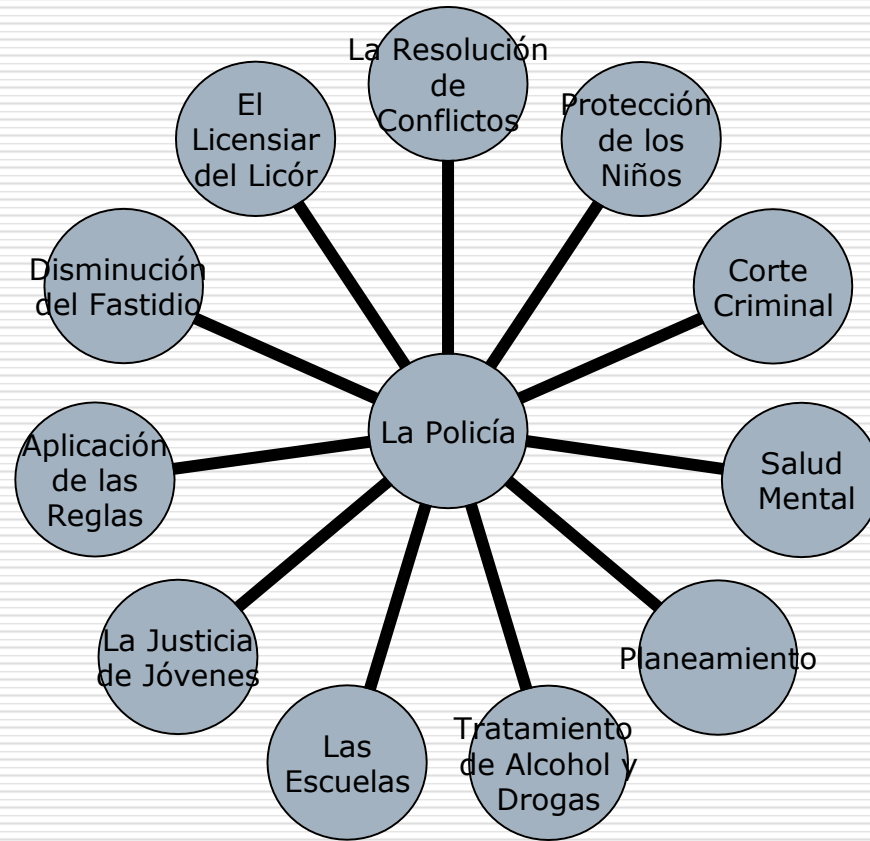 La Resolución
de
Conflictos
Protección
de los
Niños
Corte
Criminal
Salud
Mental
Planeamiento
Tratamiento
de Alcohol y
Drogas
Las
Escuelas
La Justicia
de Jóvenes
Aplicación
de las
Reglas
Disminución
del Fastidio
El
Licensiar
del Licór
La Policía